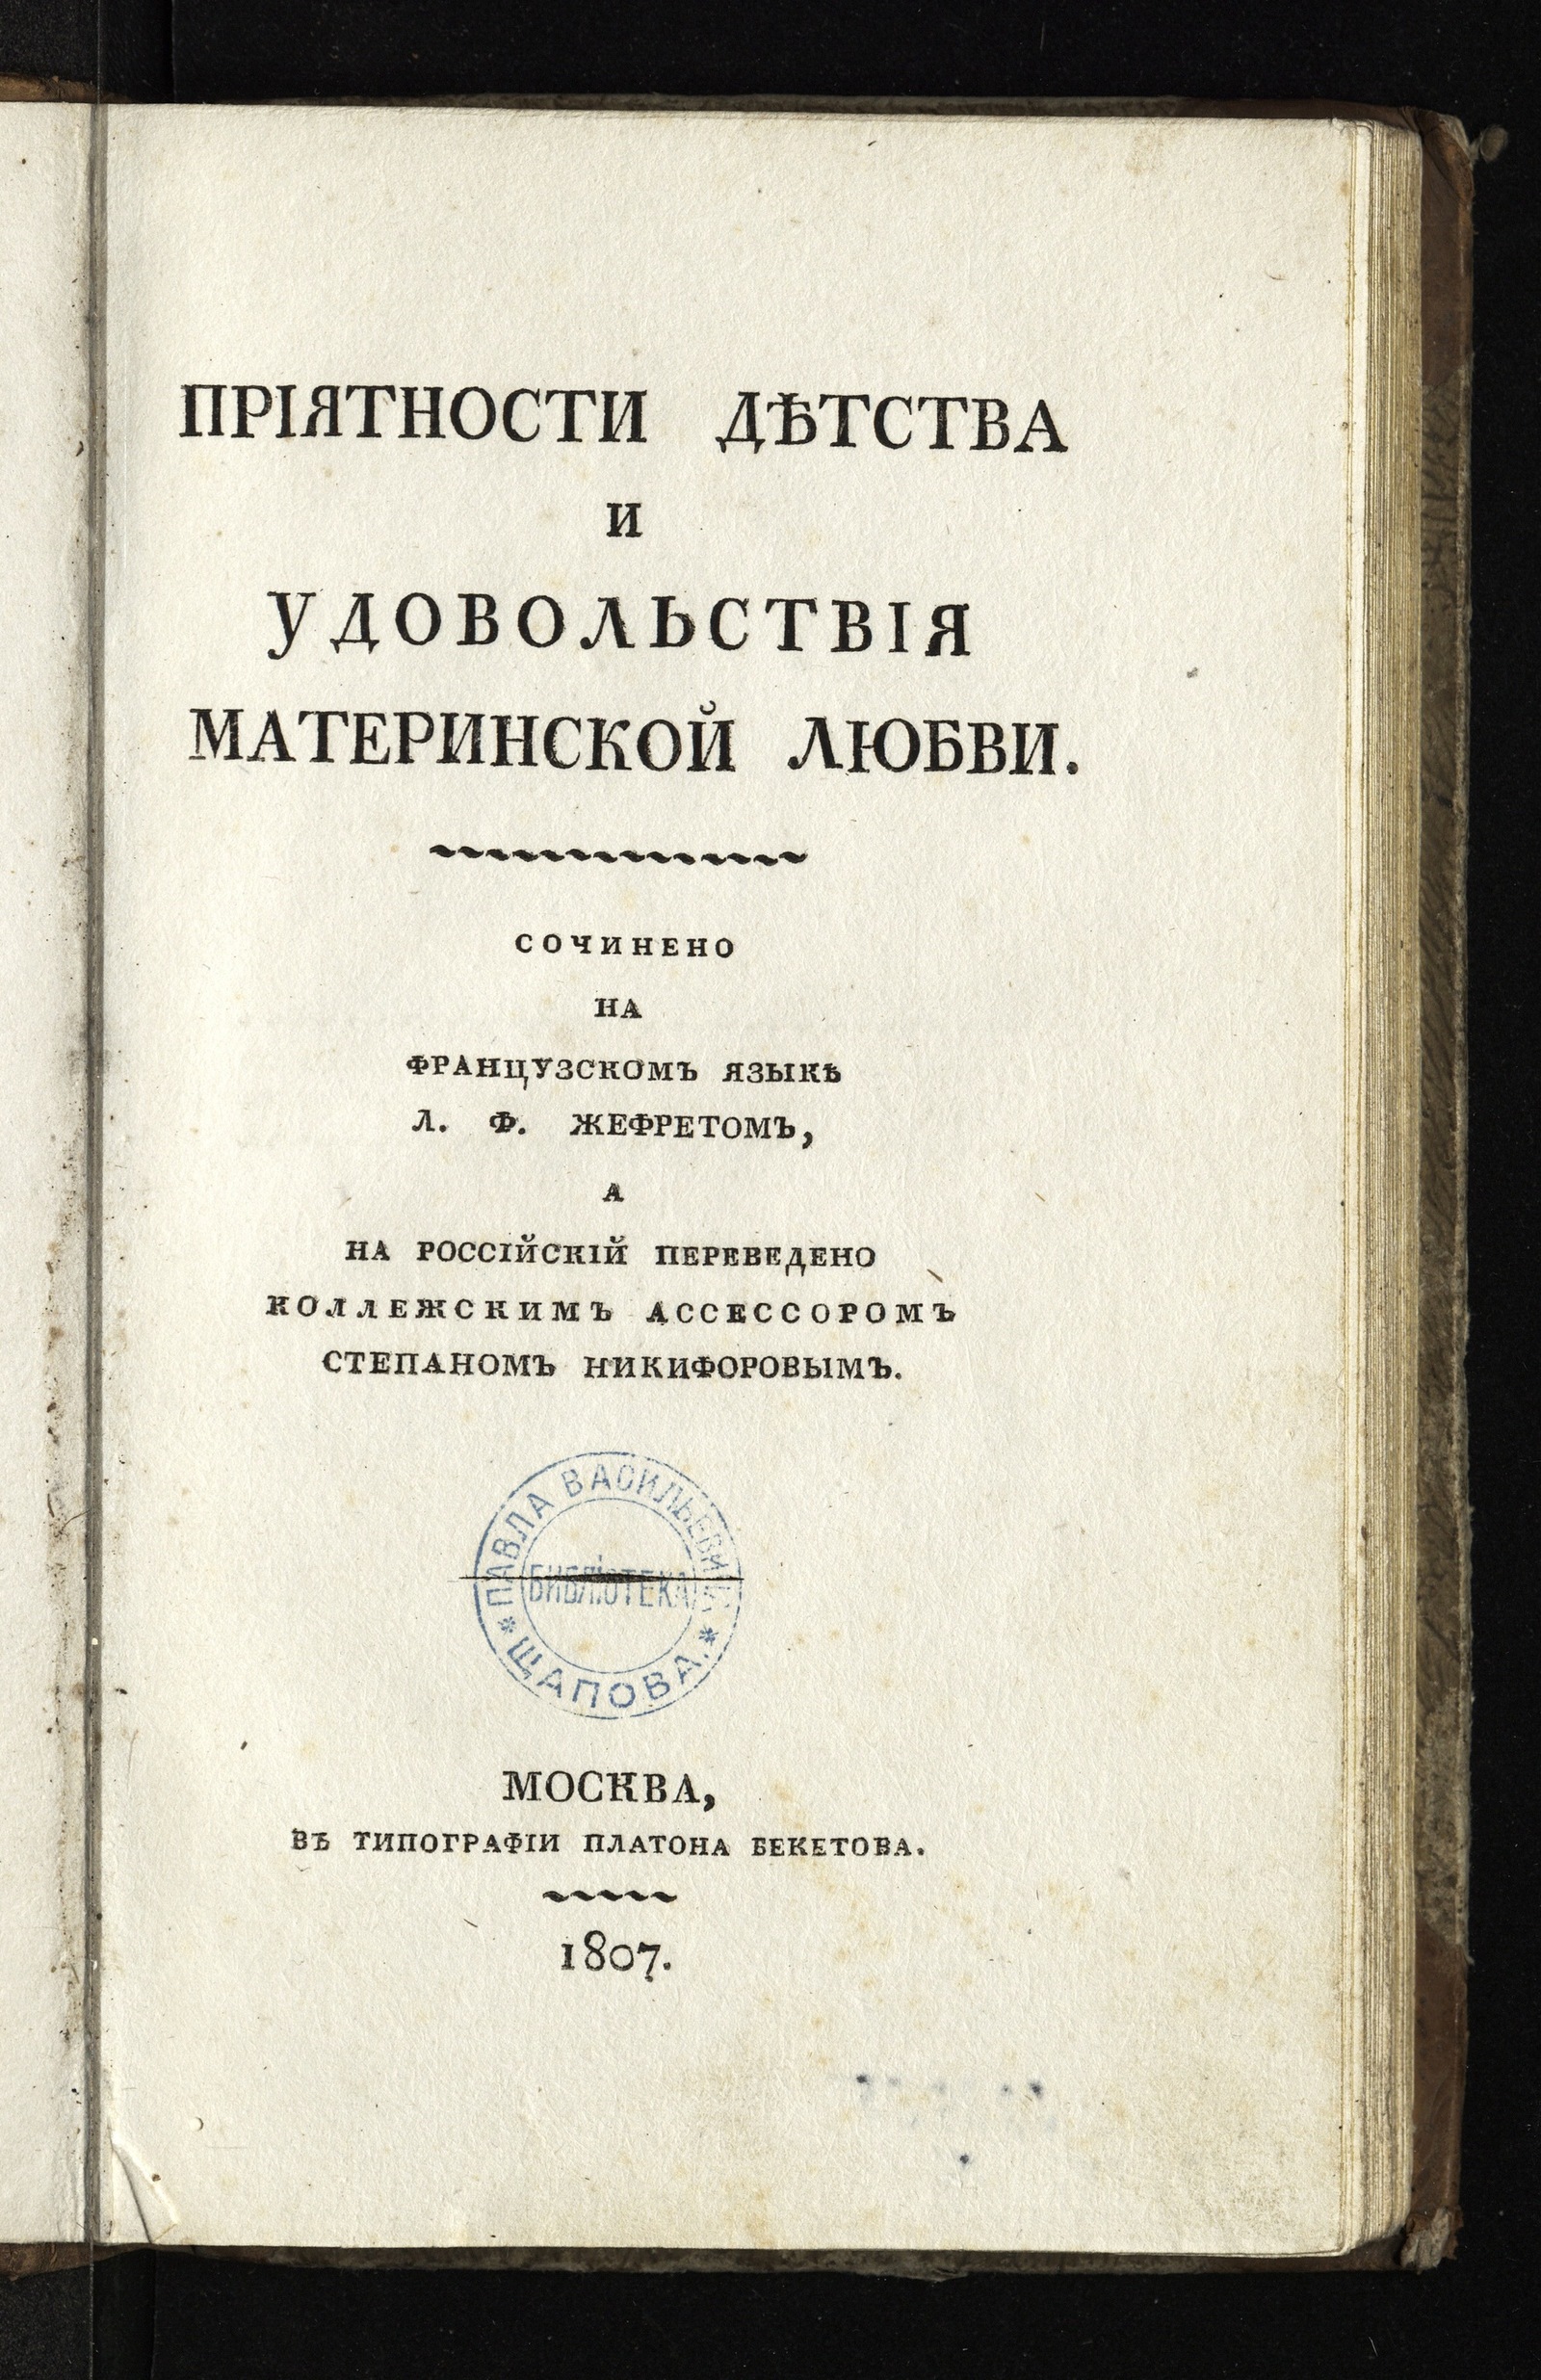 ПРІЯТНОСТИ ДѢТСТВА
И
УДОВОЛЬСТВІЯ
МАТЕРИНСКОЙ ЛЮБВИ.
СОЧИНЕНО
НА
ФРАНЦУЗСКОМЪ ЯЗЫКѢ
Л. Ф. ЖЕФРЕТОМЪ,
А
НА РОССІЙСКІЙ ПЕРЕВЕДЕНО
КОЛЛЕЖСКИМЪ АССЕССОРОМЪ
СТЕПАНОМЪ НИКИФОРОВЫМЪ.
ПАВЛА ВАСИЛЬЕВИЧА
БИБЛІОТЕКА
* ЩАПОВА *
МОСКВА,
ВЪ ТИПОГРАФІИ ПЛАТОНА БЕКЕТОВА.
1807.